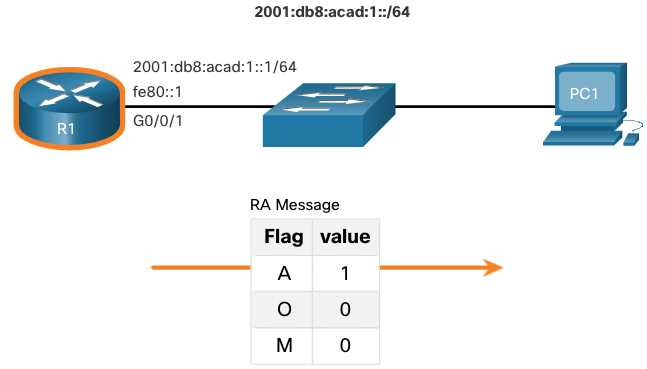 2001:db8:acad:1::/64
2001:db8:acad:1::1/64
fe80::1
G0/0/1
R1
PC1
RA Message
Flag value
A 1
O 0
M 0